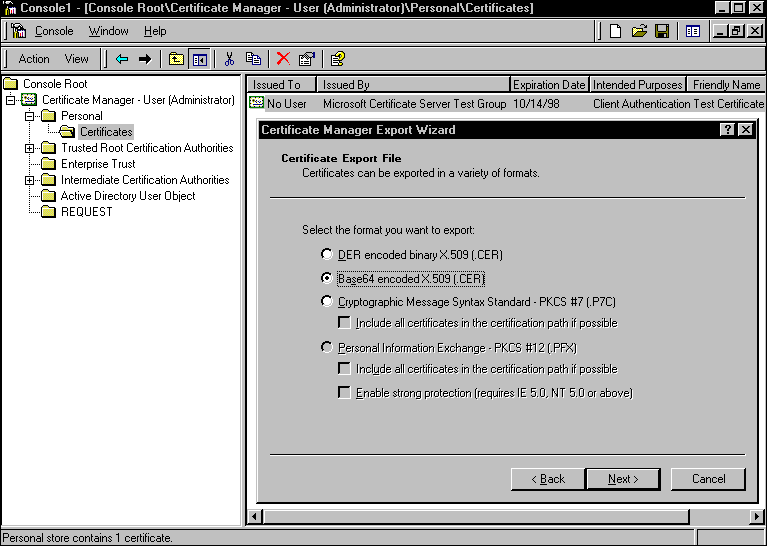 Console1 - [Console Root\Certificate Manager - User (Administrator)\Personal\Certificates]
Console Window Help
Action View
Console Root
Certificate Manager - User (Administrator)
Personal
Certificates
Trusted Root Certification Authorities
Enterprise Trust
Intermediate Certification Authorities
Active Directory User Object
REQUEST
Issued To Issued By Expiration Date Intended Purposes Friendly Name
No User Microsoft Certificate Server Test Group 10/14/98 Client Authentication Test Certificate
Certificate Manager Export Wizard
Certificate Export File
Certificates can be exported in a variety of formats.
Select the format you want to export:
DER encoded binary X.509 (.CER)
Base64 encoded X.509 (.CER)
Cryptographic Message Syntax Standard - PKCS #7 (.P7C)
Include all certificates in the certification path if possible
Personal Information Exchange - PKCS #12 (.PFX)
Include all certificates in the certification path if possible
Enable strong protection (requires IE 5.0, NT 5.0 or above)
< Back Next > Cancel
Personal store contains 1 certificate.